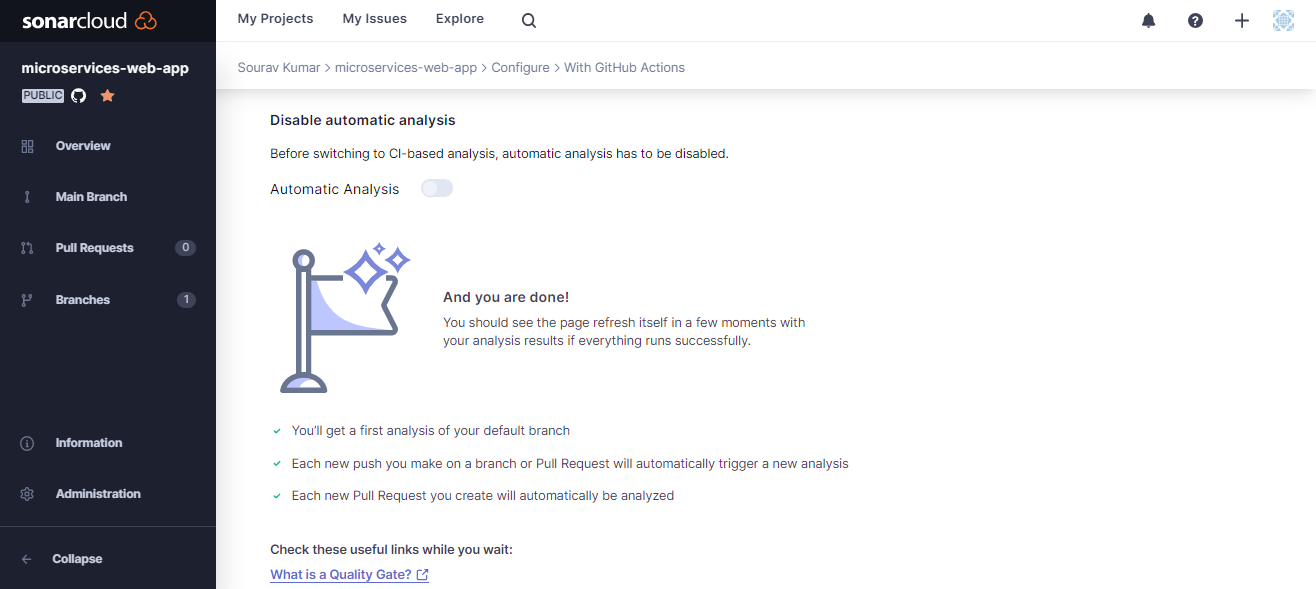 sonarcloud
My Projects My Issues Explore
microservices-web-app
PUBLIC
Overview
Main Branch
Pull Requests 0
Branches 1
Information
Administration
Collapse
Sourav Kumar > microservices-web-app > Configure > With GitHub Actions
Disable automatic analysis
Before switching to CI-based analysis, automatic analysis has to be disabled.
Automatic Analysis
And you are done!
You should see the page refresh itself in a few moments with
your analysis results if everything runs successfully.
You'll get a first analysis of your default branch
Each new push you make on a branch or Pull Request will automatically trigger a new analysis
Each new Pull Request you create will automatically be analyzed
Check these useful links while you wait:
What is a Quality Gate?